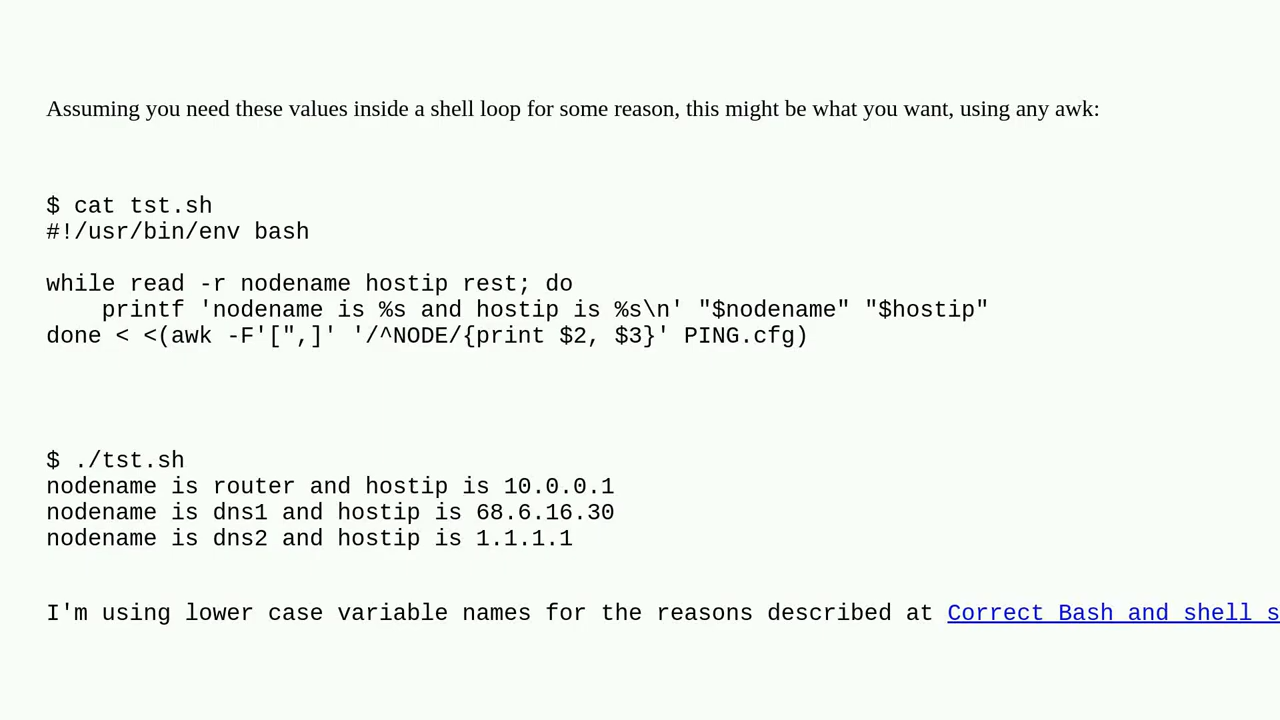 Assuming you need these values inside a shell loop for some reason, this might be what you want, using any awk:
$ cat tst.sh
#!/usr/bin/env bash
while read -r nodename hostip rest; do
    printf 'nodename is %s and hostip is %s\n' "$nodename" "$hostip"
done < <(awk -F'[",]' '/^NODE/{print $2, $3}' PING.cfg)
$ ./tst.sh
nodename is router and hostip is 10.0.0.1
nodename is dns1 and hostip is 68.6.16.30
nodename is dns2 and hostip is 1.1.1.1
I'm using lower case variable names for the reasons described at Correct Bash and shell s